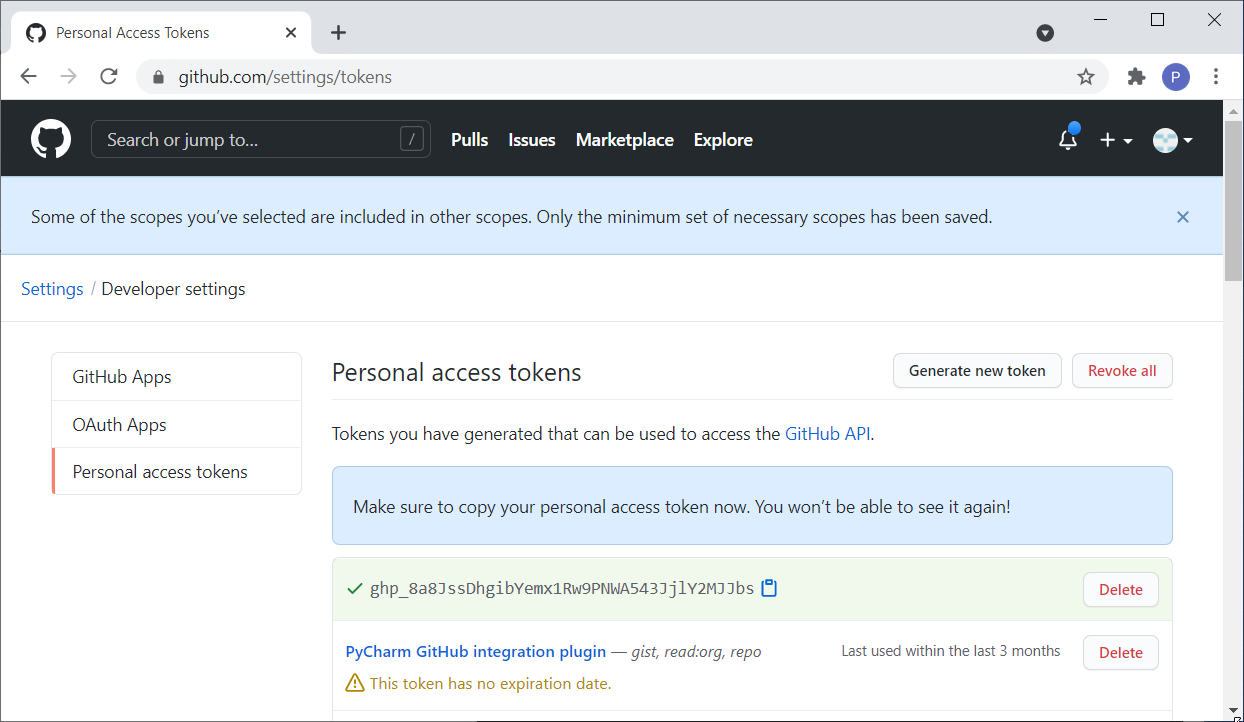 Personal Access Tokens
github.com/settings/tokens
P
Search or jump to... /
Pulls Issues Marketplace Explore
Some of the scopes you’ve selected are included in other scopes. Only the minimum set of necessary scopes has been saved.
Settings / Developer settings
GitHub Apps
OAuth Apps
Personal access tokens
Personal access tokens
Generate new token
Revoke all
Tokens you have generated that can be used to access the GitHub API.
Make sure to copy your personal access token now. You won’t be able to see it again!
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
Delete
PyCharm GitHub integration plugin — gist, read:org, repo
Last used within the last 3 months
Delete
This token has no expiration date.